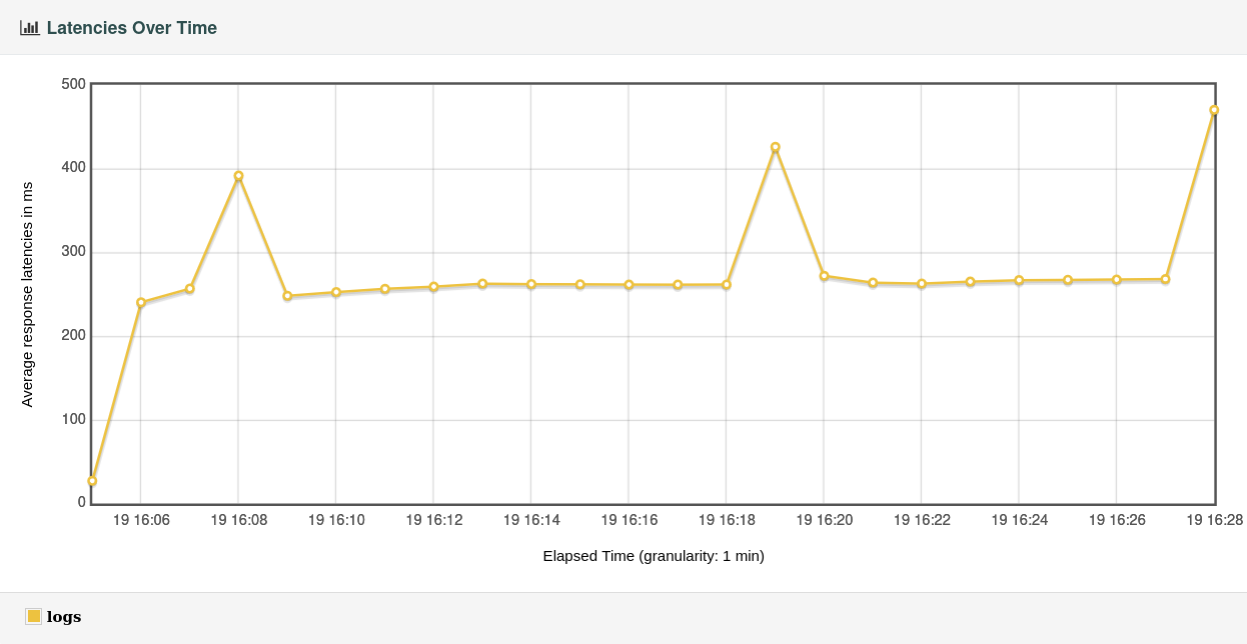 Latencies Over Time
500
400
300
200
100
0
Average response latencies in ms
19 16:06 19 16:08 19 16:10 19 16:12 19 16:14 19 16:16 19 16:18 19 16:20 19 16:22 19 16:24 19 16:26 19 16:28
Elapsed Time (granularity: 1 min)
logs